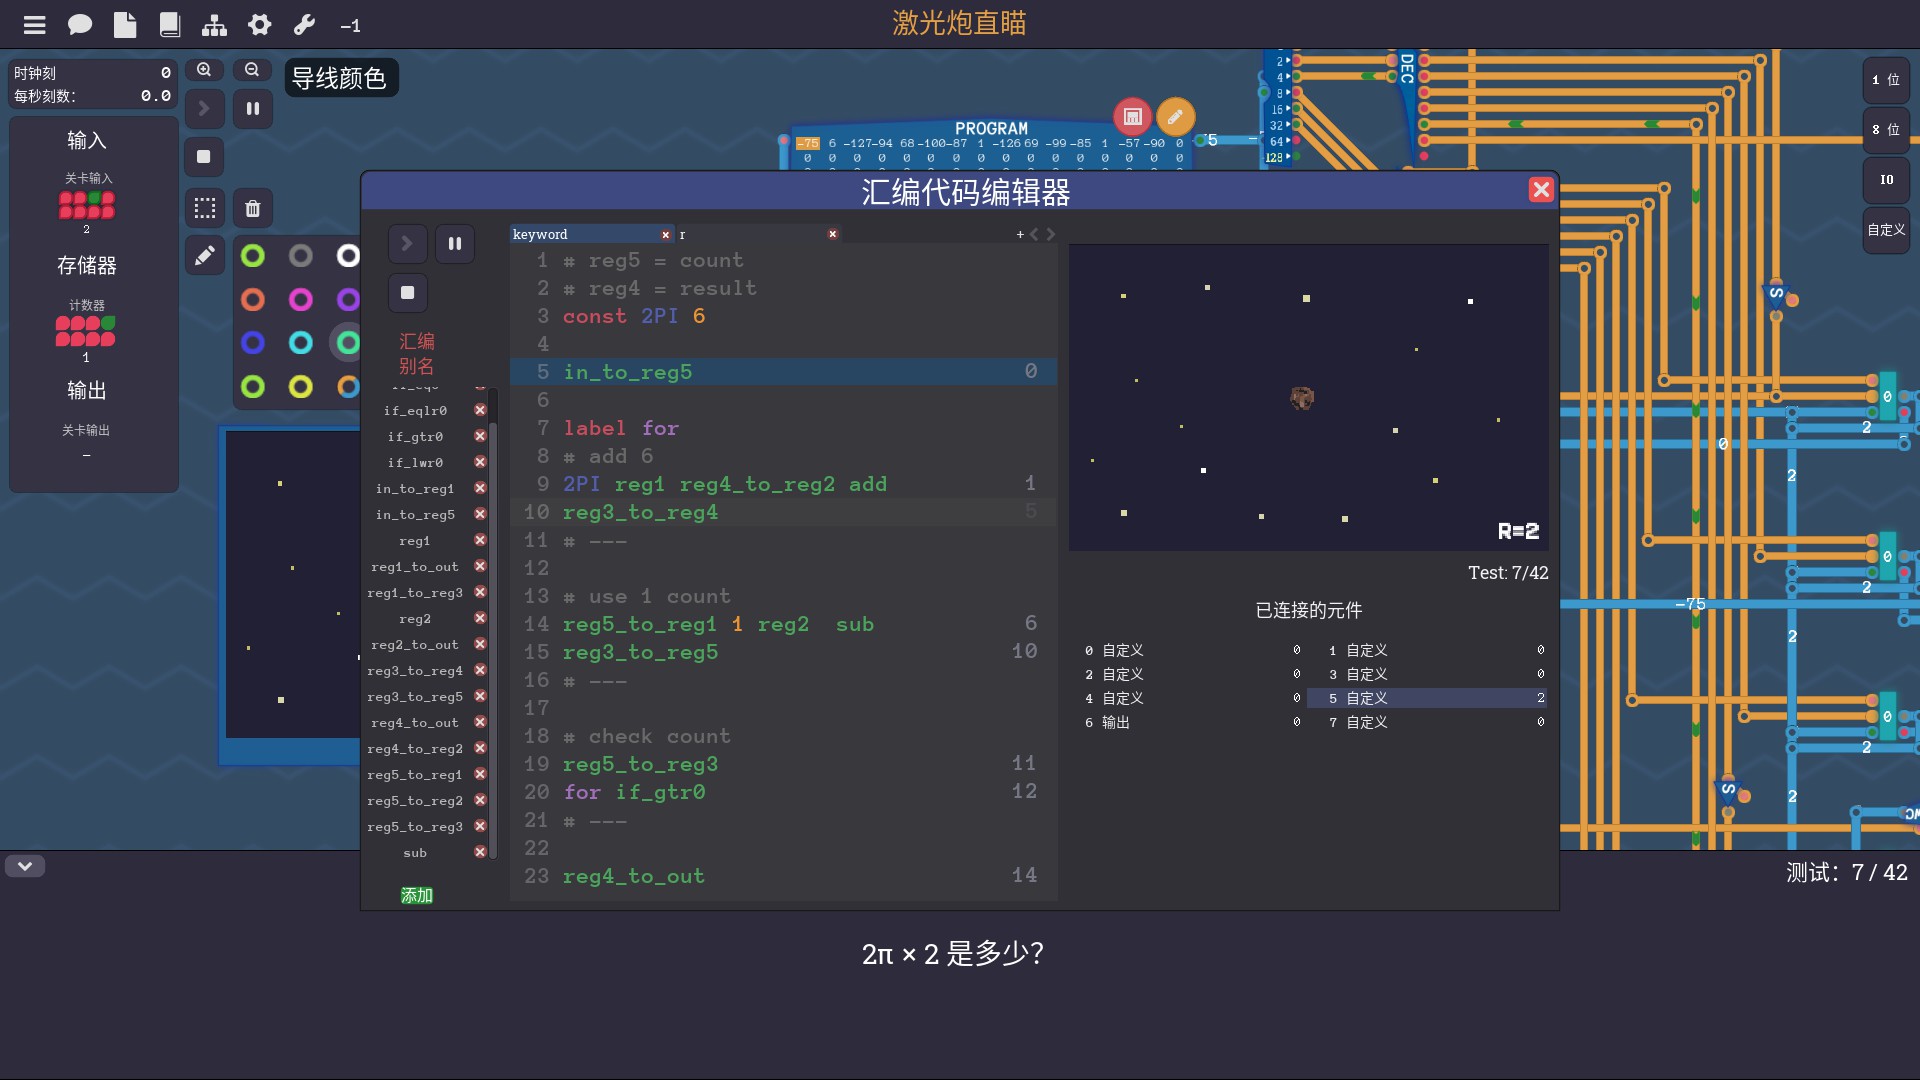 -1
激光炮直瞄
时钟刻 0
每秒刻数: 0.0
导线颜色
输入
关卡输入
2
存储器
计数器
1
输出
关卡输出
-
PROGRAM
-75 6 -127 -94 68 -100 -87 1 -126 69 -99 -85 1 -57 -90 0
0 0 0 0 0 0 0 0 0 0 0 0 0 0 0 0
2
4
8
16
32
64
128
DEC
1 位
8 位
IO
自定义
汇编代码编辑器
keyword
r
+
汇编
别名
if_eqlr0
if_gtr0
if_lwr0
in_to_reg1
in_to_reg5
reg1
reg1_to_out
reg1_to_reg3
reg2
reg2_to_out
reg3_to_reg4
reg3_to_reg5
reg4_to_out
reg4_to_reg2
reg5_to_reg1
reg5_to_reg2
reg5_to_reg3
sub
添加
1 # reg5 = count
2 # reg4 = result
3 const 2PI 6
4
5 in_to_reg5 0
6
7 label for
8 # add 6
9 2PI reg1 reg4_to_reg2 add 1
10 reg3_to_reg4 5
11 # ---
12
13 # use 1 count
14 reg5_to_reg1 1 reg2  sub 6
15 reg3_to_reg5 10
16 # ---
17
18 # check count
19 reg5_to_reg3 11
20 for if_gtr0 12
21 # ---
22
23 reg4_to_out 14
R=2
Test: 7/42
已连接的元件
0 自定义 0 1 自定义 0
2 自定义 0 3 自定义 0
4 自定义 0 5 自定义 2
6 输出 0 7 自定义 0
S
0
2
0
2
0
2
-75
2
0
2
S
2
测试: 7 / 42
2π × 2 是多少?